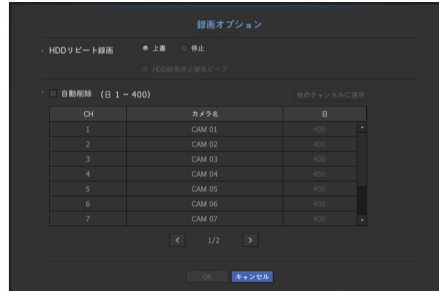 録画オプション
HDDリピート録画 上書 停止
HDD録画停止警告ビープ
自動削除 (日 1 ~ 400) 他のチャンネルに適用
CH カメラ名 日
1 CAM 01 400
2 CAM 02 400
3 CAM 03 400
4 CAM 04 400
5 CAM 05 400
6 CAM 06 400
7 CAM 07 400
< 1/2 >
OK キャンセル